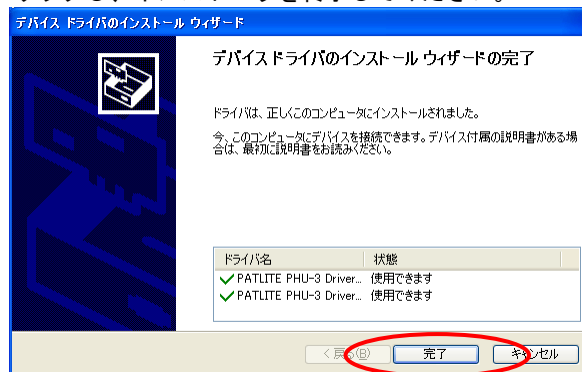 デバイス ドライバのインストール ウィザード
デバイス ドライバのインストール ウィザードの完了
ドライバは、正しくこのコンピュータにインストールされました。
今、このコンピュータにデバイスを接続できます。デバイス付属の説明書がある場
合は、最初に説明書をお読みください。
ドライバ名 状態
PATLITE PHU-3 Driver... 使用できます
PATLITE PHU-3 Driver... 使用できます
< 戻る(B) 完了 キャンセル